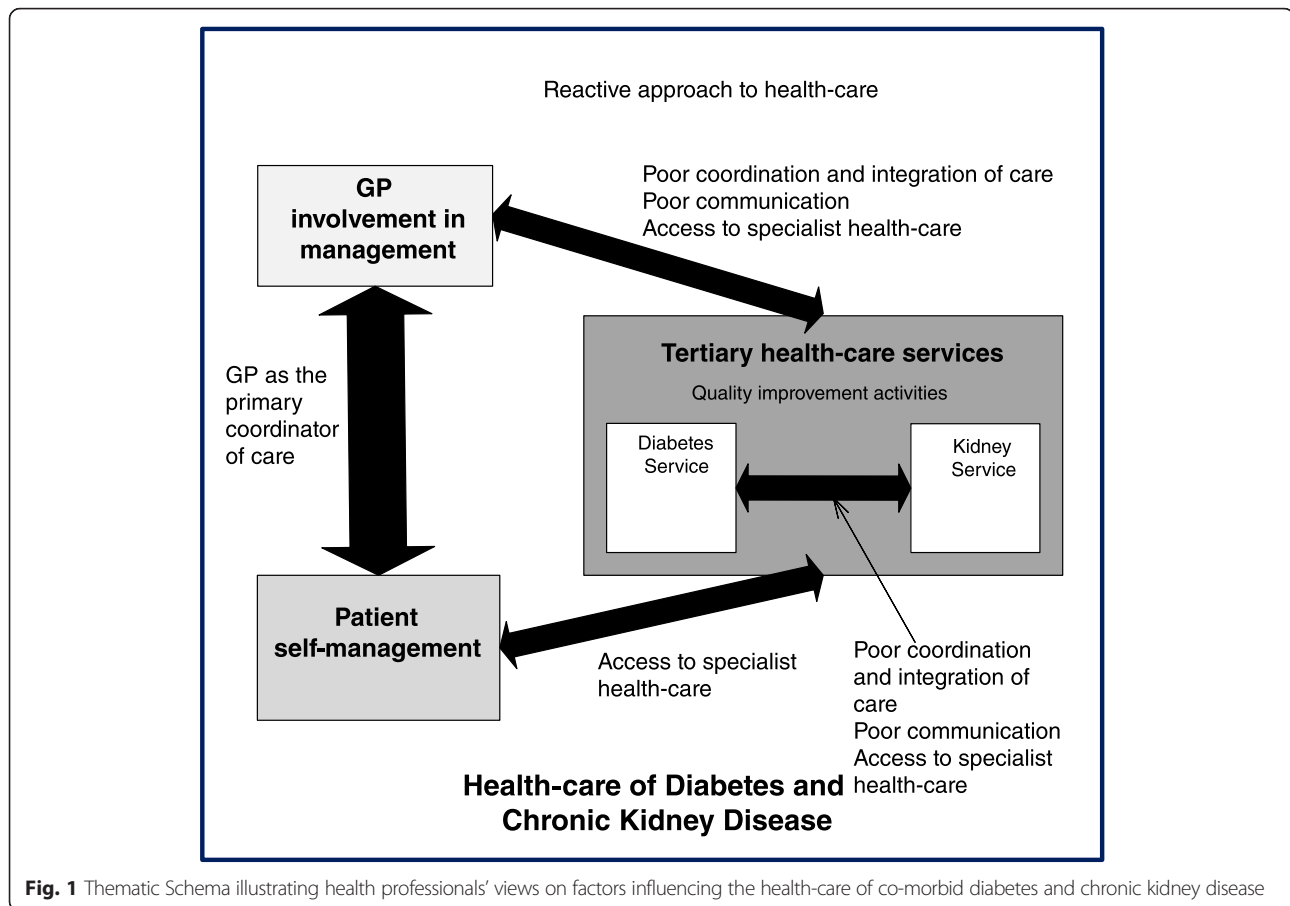 Reactive approach to health-care
GP
involvement in
management
Poor coordination and integration of care
Poor communication
Access to specialist health-care
GP as the
primary
coordinator
of care
Tertiary health-care services
Quality improvement activities
Diabetes
Service
Kidney
Service
Patient
self-management
Access to specialist
health-care
Poor coordination
and integration of
care
Poor communication
Access to specialist
health-care
Health-care of Diabetes and
Chronic Kidney Disease
Fig. 1 Thematic Schema illustrating health professionals' views on factors influencing the health-care of co-morbid diabetes and chronic kidney disease